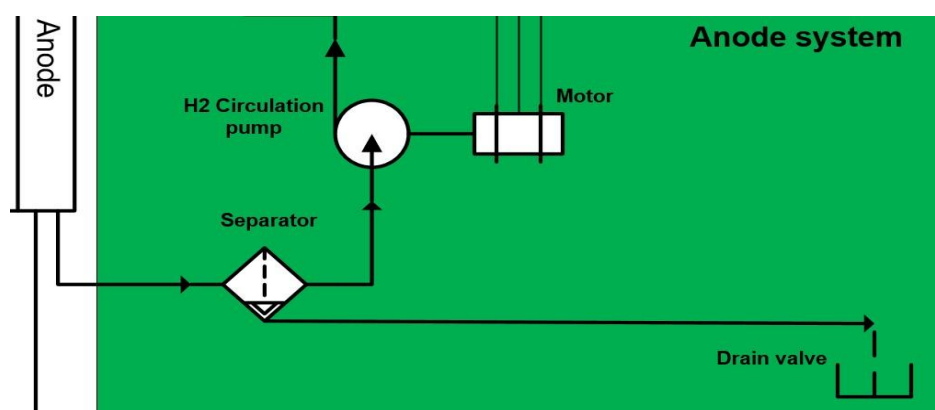 Anode
Anode system
H2 Circulation
pump
Motor
Separator
Drain valve